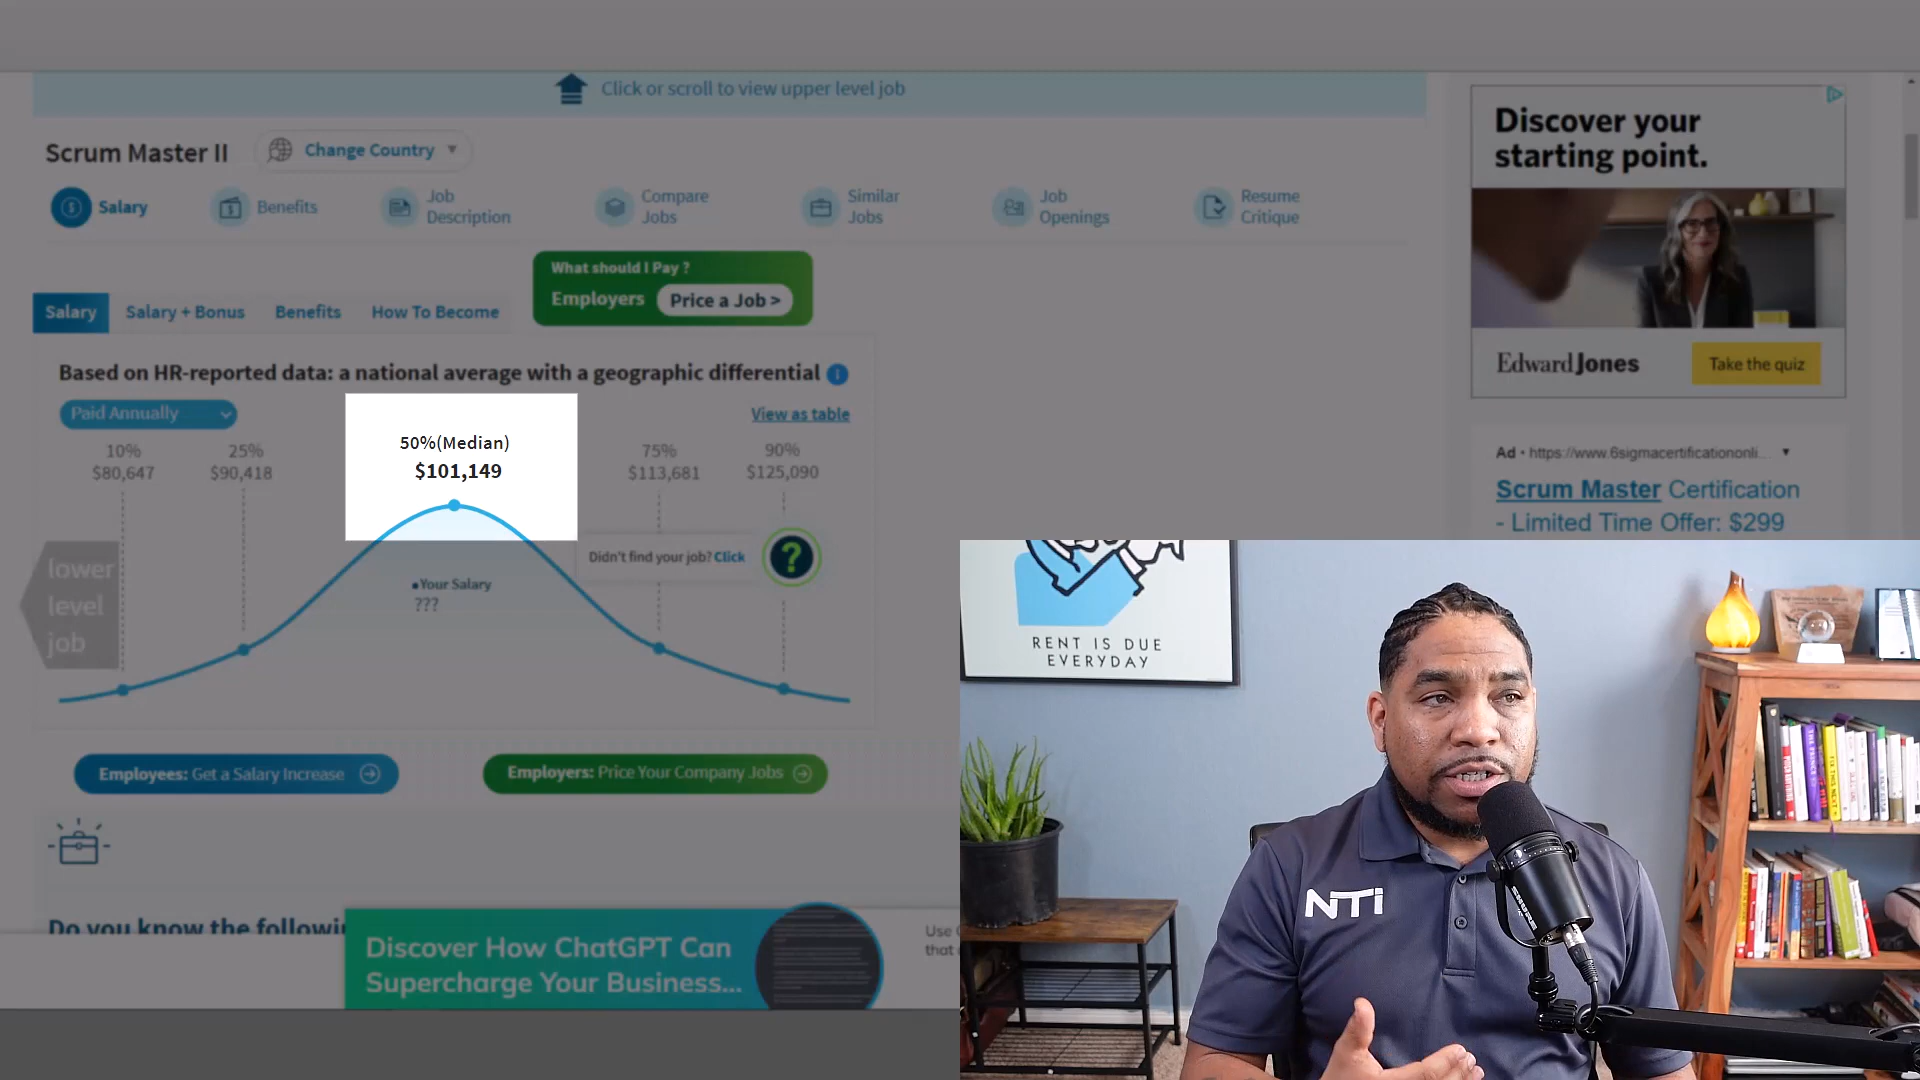 Click or scroll to view upper level job
Scrum Master II
Change Country
Salary
Benefits
Job
Description
Compare
Jobs
Similar
Jobs
Job
Openings
Resume
Critique
What should I Pay ?
Employers
Price a Job >
Salary
Salary + Bonus
Benefits
How To Become
Based on HR-reported data: a national average with a geographic differential
Paid Annually
View as table
10%
$80,647
25%
$90,418
50%(Median)
$101,149
75%
$113,681
90%
$125,090
Didn't find your job? Click
?
Your Salary
???
lower
level
job
Employees: Get a Salary Increase
Employers: Price Your Company Jobs
Discover How ChatGPT Can
Supercharge Your Business...
Use
that
Discover your
starting point.
Edward Jones
Take the quiz
Ad • https://www.6sigmacertificationonli...
Scrum Master Certification
- Limited Time Offer: $299
RENT IS DUE
EVERYDAY
NTi
SHURE